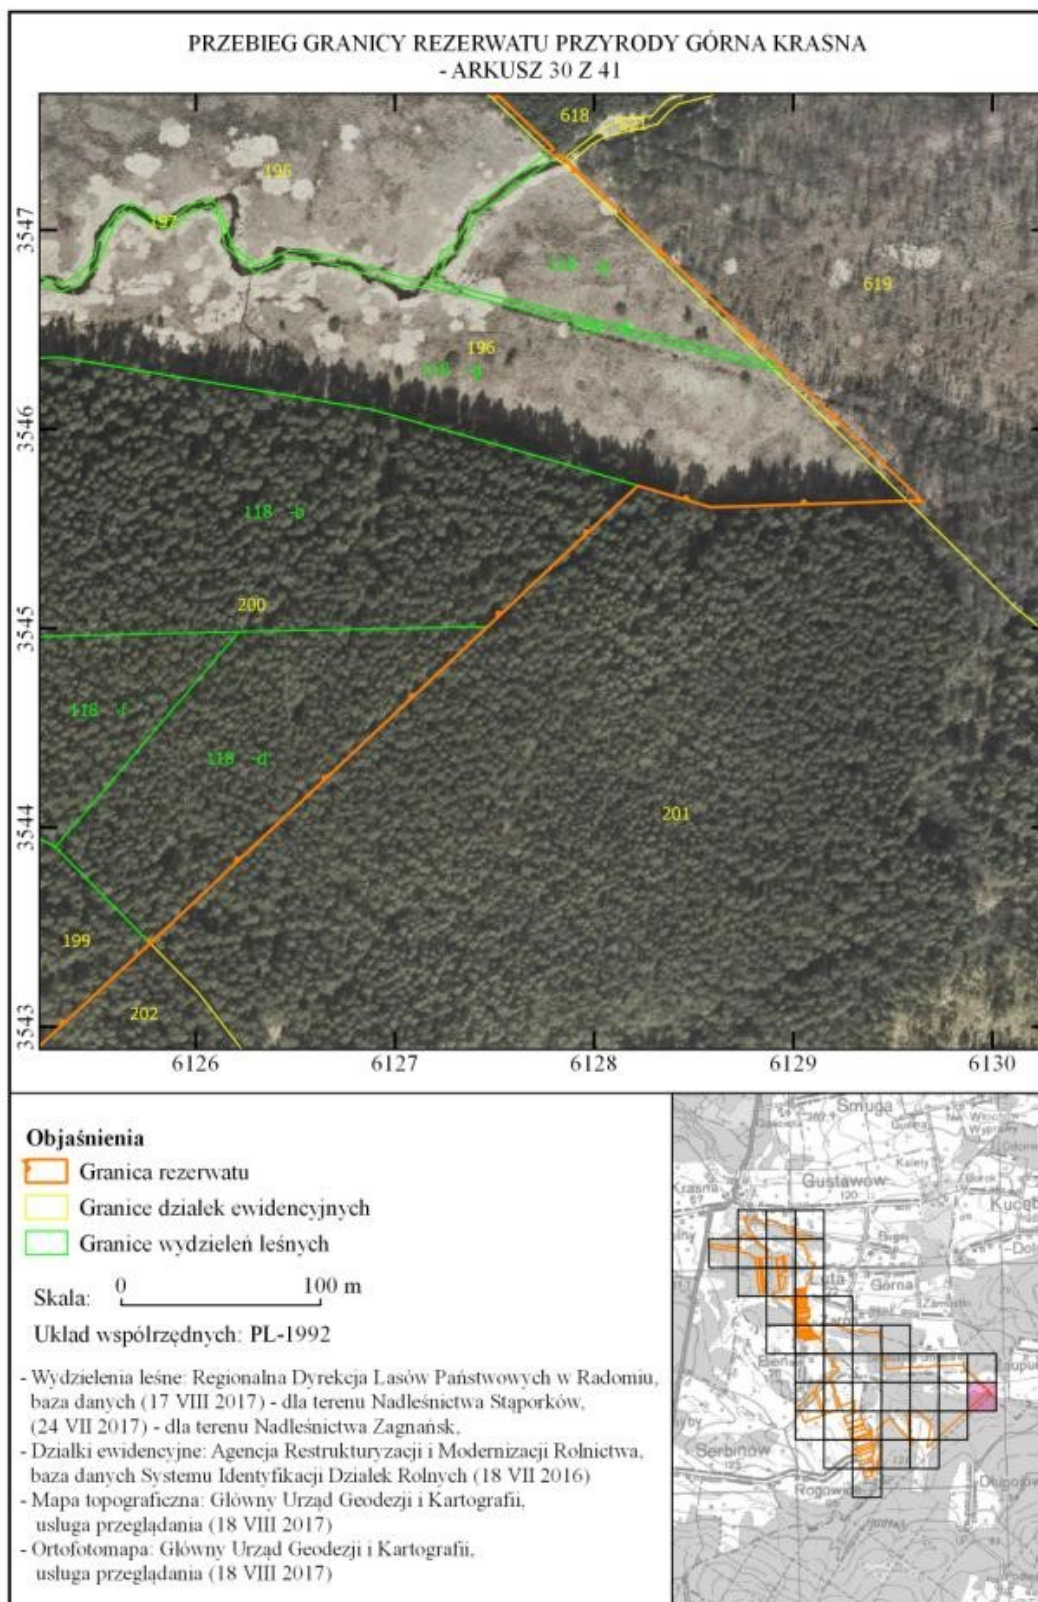 PRZEBIEG GRANICY REZERWATU PRZYRODY GÓRNA KRASNA
- ARKUSZ 30 Z 41
618
195
197
619
196
118 -b
200
118 -f
118 -d
201
199
202
3547
3546
3545
3544
3543
6126
6127
6128
6129
6130
Objaśnienia
Granica rezerwatu
Granice działek ewidencyjnych
Granice wydzieleń leśnych
Skala: 0 100 m
Układ współrzędnych: PL-1992
- Wydzielenia leśne: Regionalna Dyrekcja Lasów Państwowych w Radomiu,
baza danych (17 VIII 2017) - dla terenu Nadleśnictwa Stąporków,
(24 VII 2017) - dla terenu Nadleśnictwa Zagnańsk,
- Działki ewidencyjne: Agencja Restrukturyzacji i Modernizacji Rolnictwa,
baza danych Systemu Identyfikacji Działek Rolnych (18 VII 2016)
- Mapa topograficzna: Główny Urząd Geodezji i Kartografii,
usługa przeglądania (18 VIII 2017)
- Ortofotomapa: Główny Urząd Geodezji i Kartografii,
usługa przeglądania (18 VIII 2017)
Smuga
Krasna
Gustawów
120
Kalety
Górna
Serbinów